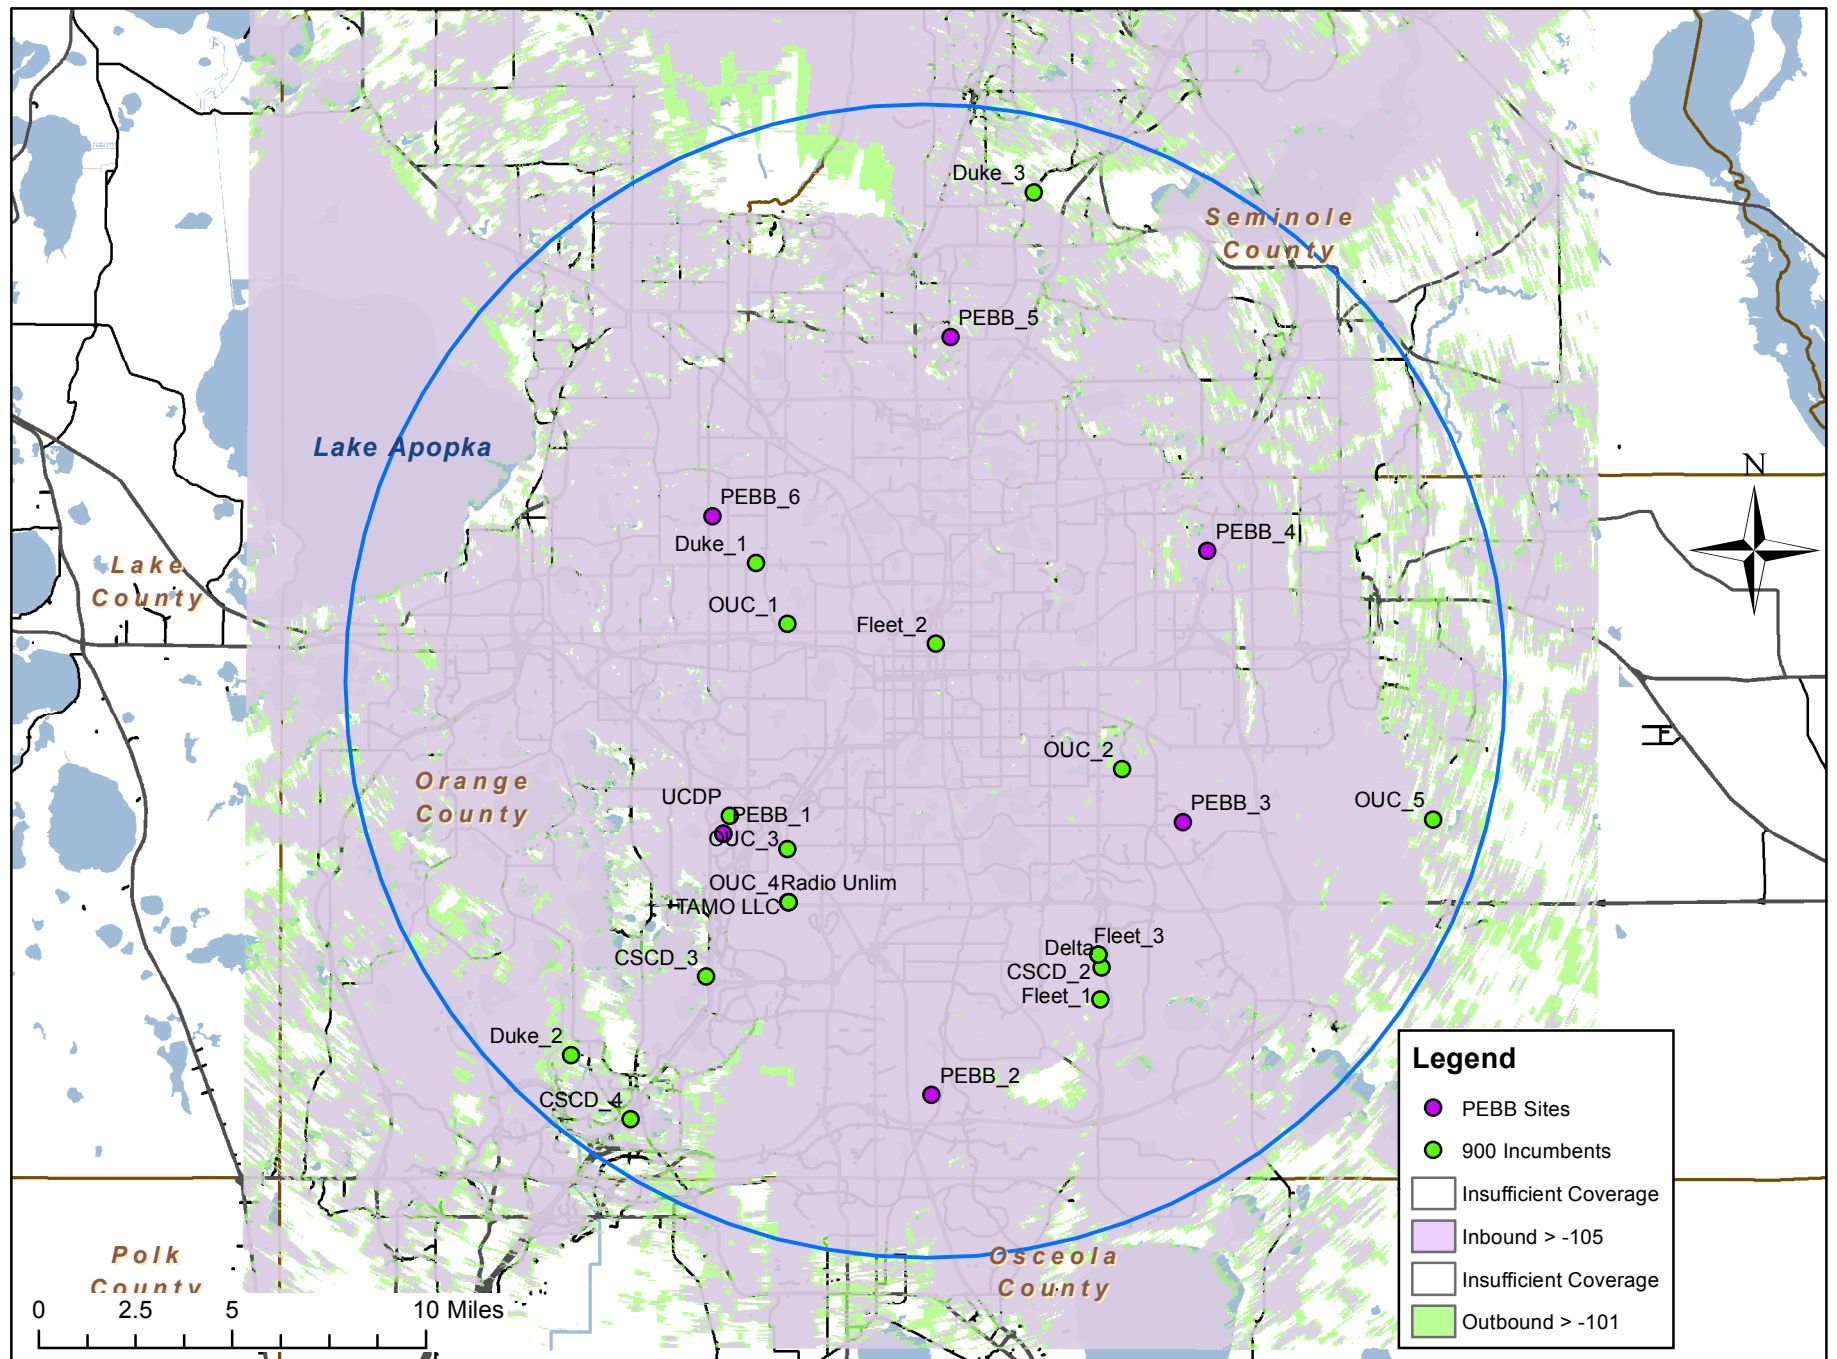 Duke_3
Seminole
County
PEBB_5
Lake Apopka
N
PEBB_6
PEBB_4
Duke_1
Lake
County
OUC_1
Fleet_2
OUC_2
Orange
County
UCDP
PEBB_1
PEBB_3
OUC_5
OUC_3
OUC_4
Radio Unlim
TAMO LLC
Fleet_3
Delta
CSCD_3
CSCD_2
Fleet_1
Duke_2
PEBB_2
CSCD_4
Polk
County
Osceola
County
0 2.5 5 10 Miles
Legend
PEBB Sites
900 Incumbents
Insufficient Coverage
Inbound > -105
Insufficient Coverage
Outbound > -101